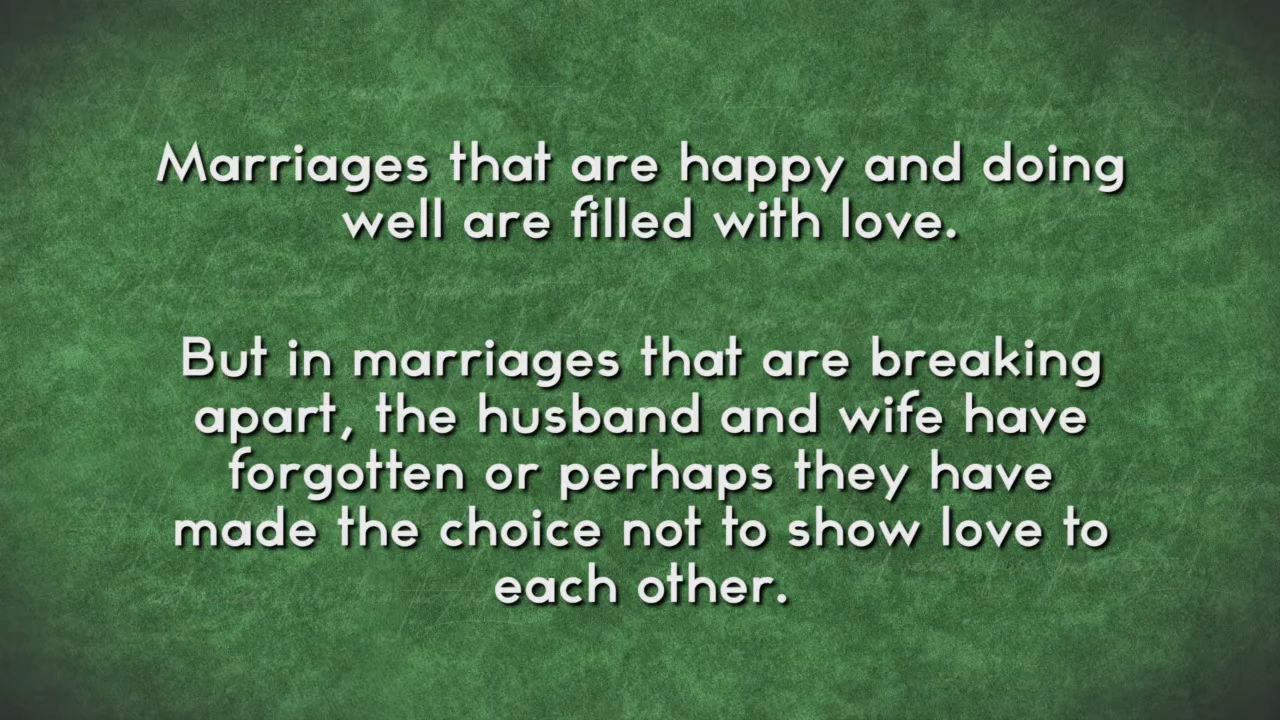 Marriages that are happy and doing
well are filled with love.
But in marriages that are breaking
apart, the husband and wife have
forgotten or perhaps they have
made the choice not to show love to
each other.